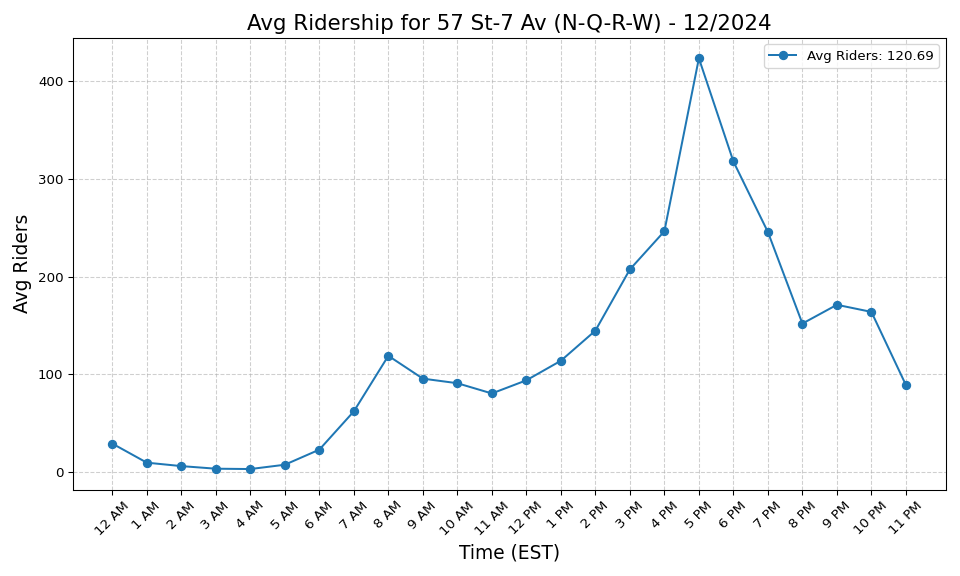 Avg Ridership for 57 St-7 Av (N-Q-R-W) - 12/2024
Avg Riders: 120.69
Avg Riders
400
300
200
100
0
12 AM
1 AM
2 AM
3 AM
4 AM
5 AM
6 AM
7 AM
8 AM
9 AM
10 AM
11 AM
12 PM
1 PM
2 PM
3 PM
4 PM
5 PM
6 PM
7 PM
8 PM
9 PM
10 PM
11 PM
Time (EST)